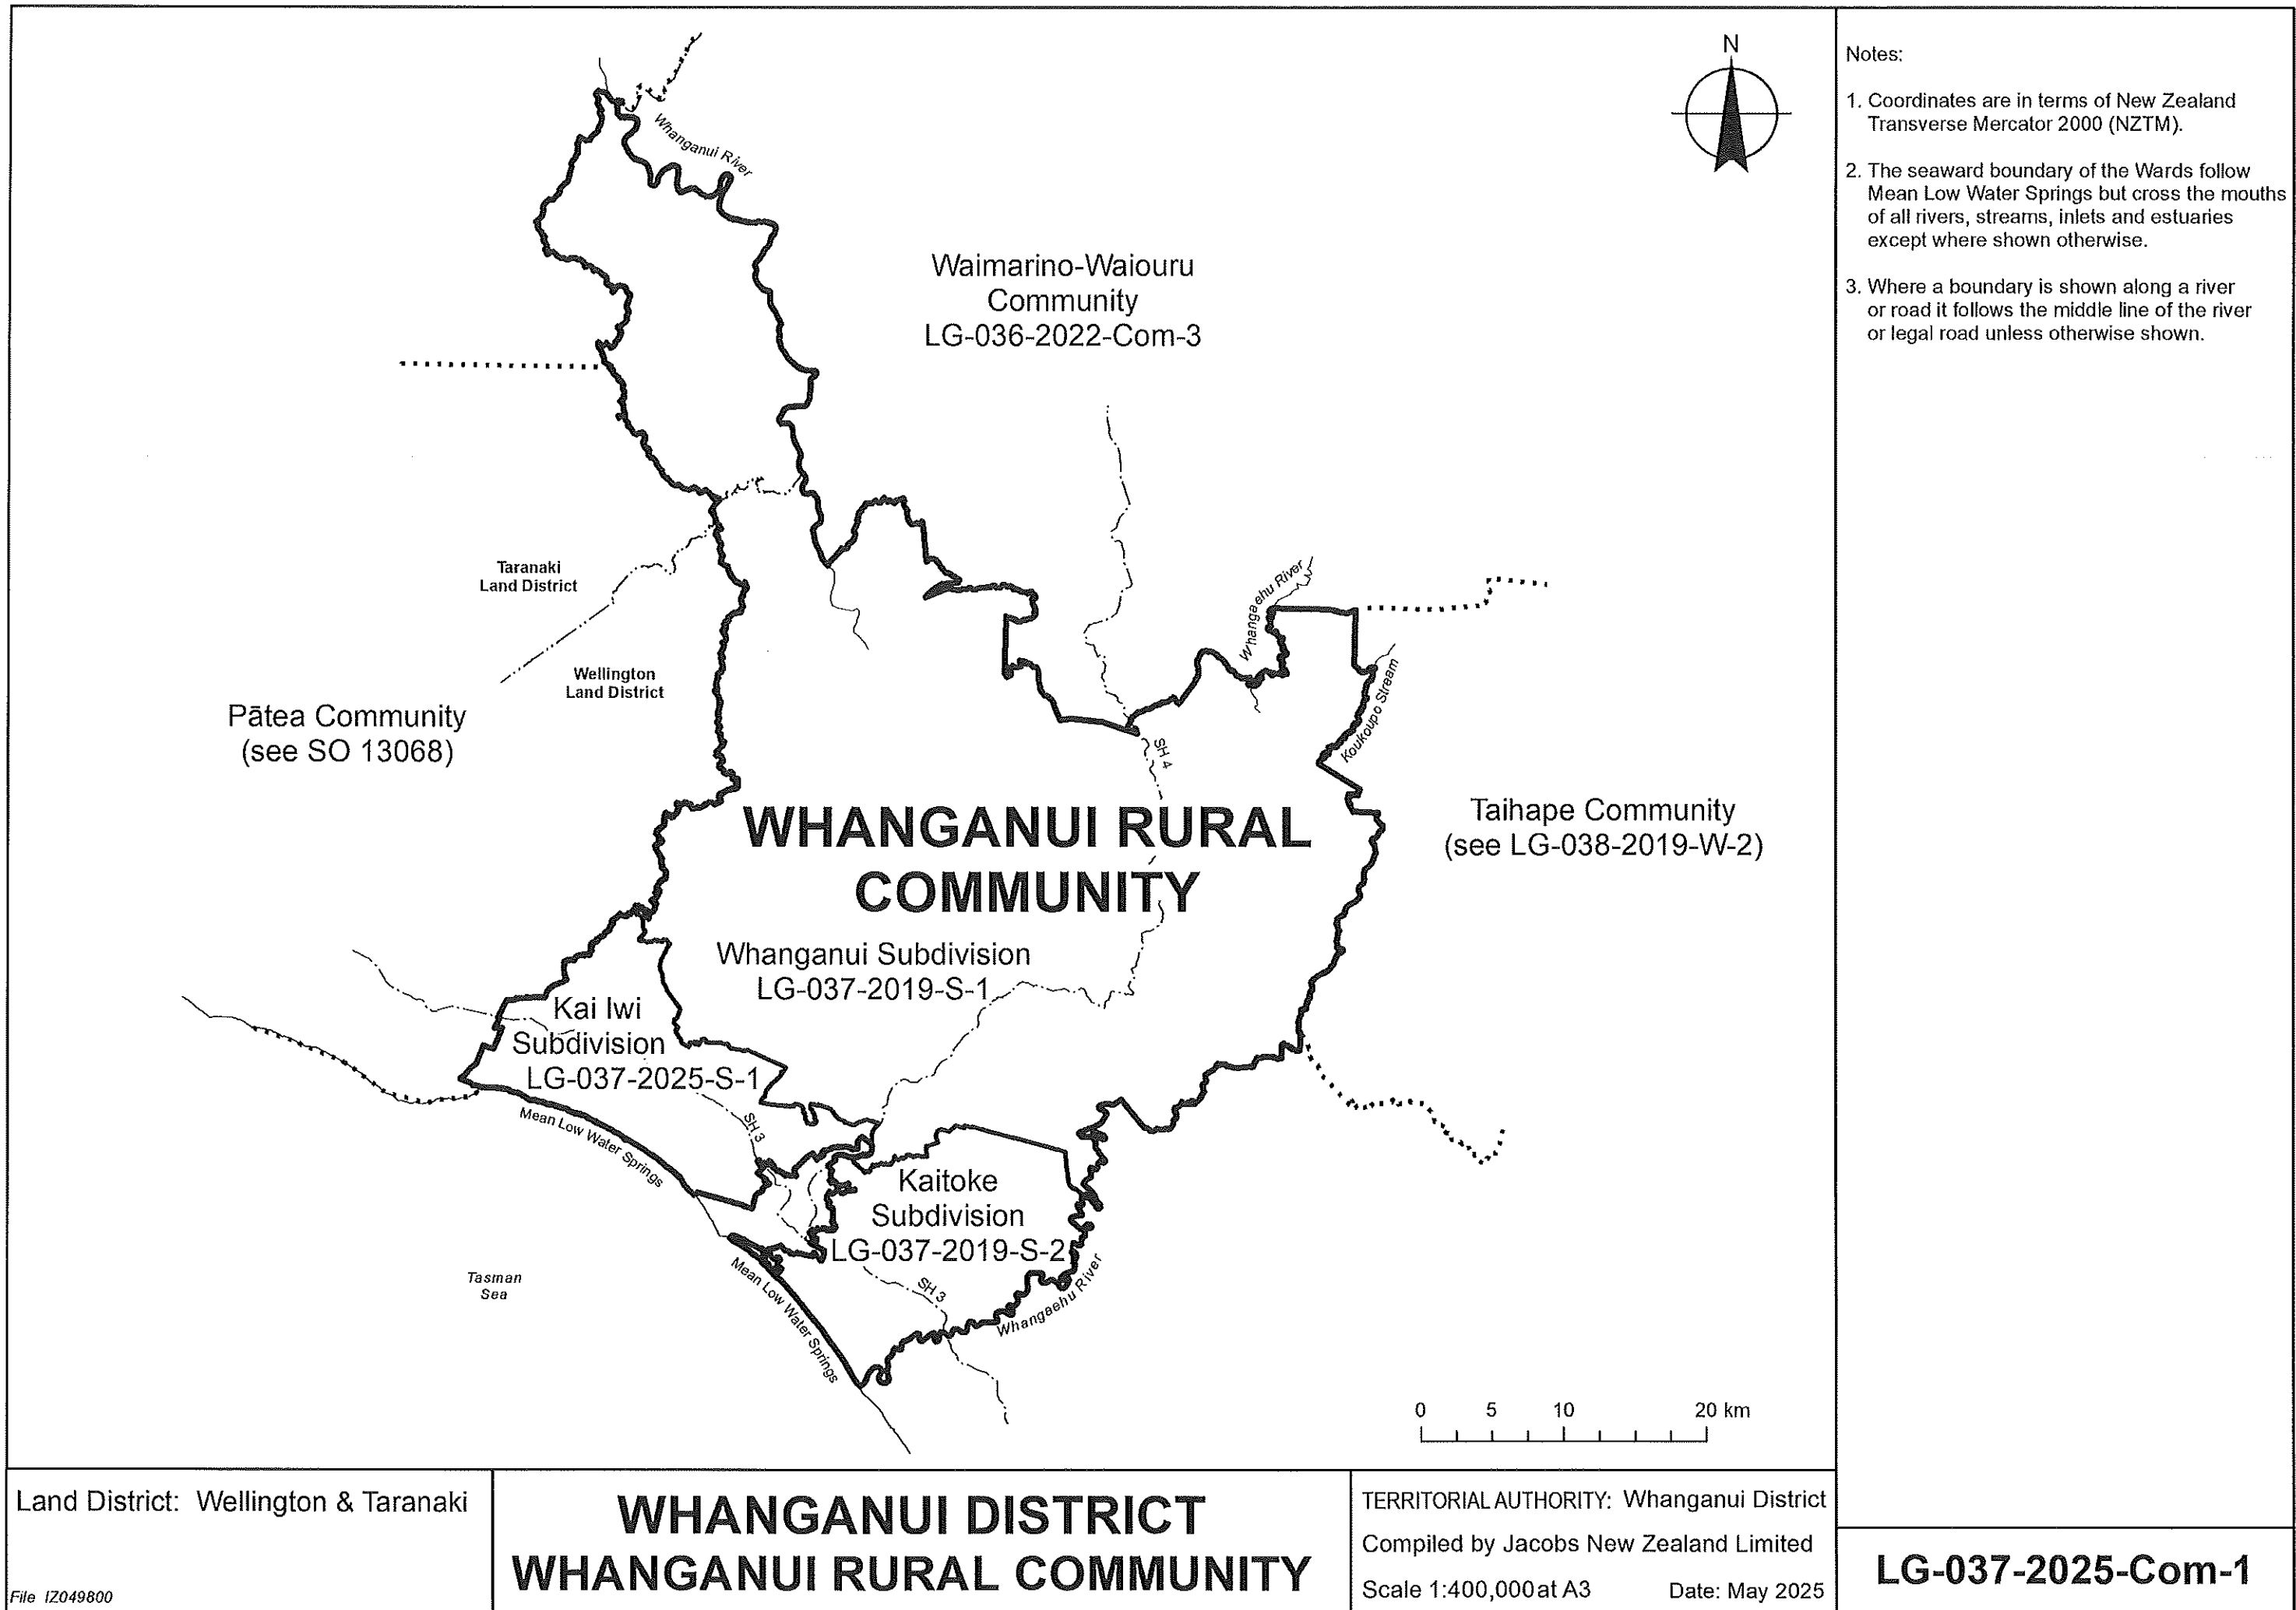 N
Whanganui River
Waimarino-Waiouru
Community
LG-036-2022-Com-3
Taranaki
Land District
Wellington
Land District
Whangaehu River
Koukoupo Stream
Pātea Community
(see SO 13068)
SH 4
WHANGANUI RURAL
COMMUNITY
Taihape Community
(see LG-038-2019-W-2)
Whanganui Subdivision
LG-037-2019-S-1
Kai Iwi
Subdivision
LG-037-2025-S-1
Mean Low Water Springs
SH 3
Kaitoke
Subdivision
LG-037-2019-S-2
Tasman
Sea
Mean Low Water Springs
SH 3
Whangaehu River
0 5 10 20 km
Notes:
1. Coordinates are in terms of New Zealand
Transverse Mercator 2000 (NZTM).
2. The seaward boundary of the Wards follow
Mean Low Water Springs but cross the mouths
of all rivers, streams, inlets and estuaries
except where shown otherwise.
3. Where a boundary is shown along a river
or road it follows the middle line of the river
or legal road unless otherwise shown.
Land District: Wellington & Taranaki
File IZ049800
WHANGANUI DISTRICT
WHANGANUI RURAL COMMUNITY
TERRITORIAL AUTHORITY: Whanganui District
Compiled by Jacobs New Zealand Limited
Scale 1:400,000at A3 Date: May 2025
LG-037-2025-Com-1